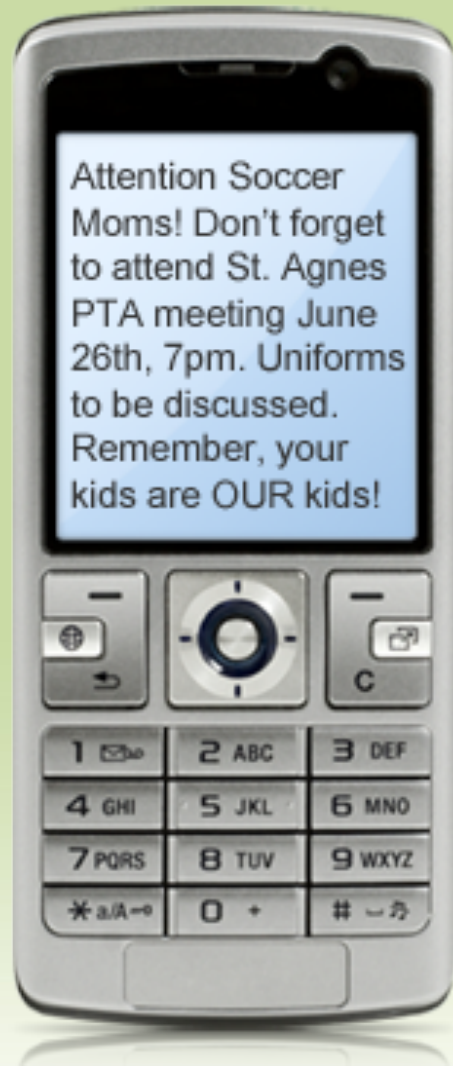 Attention Soccer
Moms! Don't forget
to attend St. Agnes
PTA meeting June
26th, 7pm. Uniforms
to be discussed.
Remember, your
kids are OUR kids!
C
1 2 ABC 3 DEF
4 GHI 5 JKL 6 MNO
7 PQRS 8 TUV 9 WXYZ
* a/A 0 + #